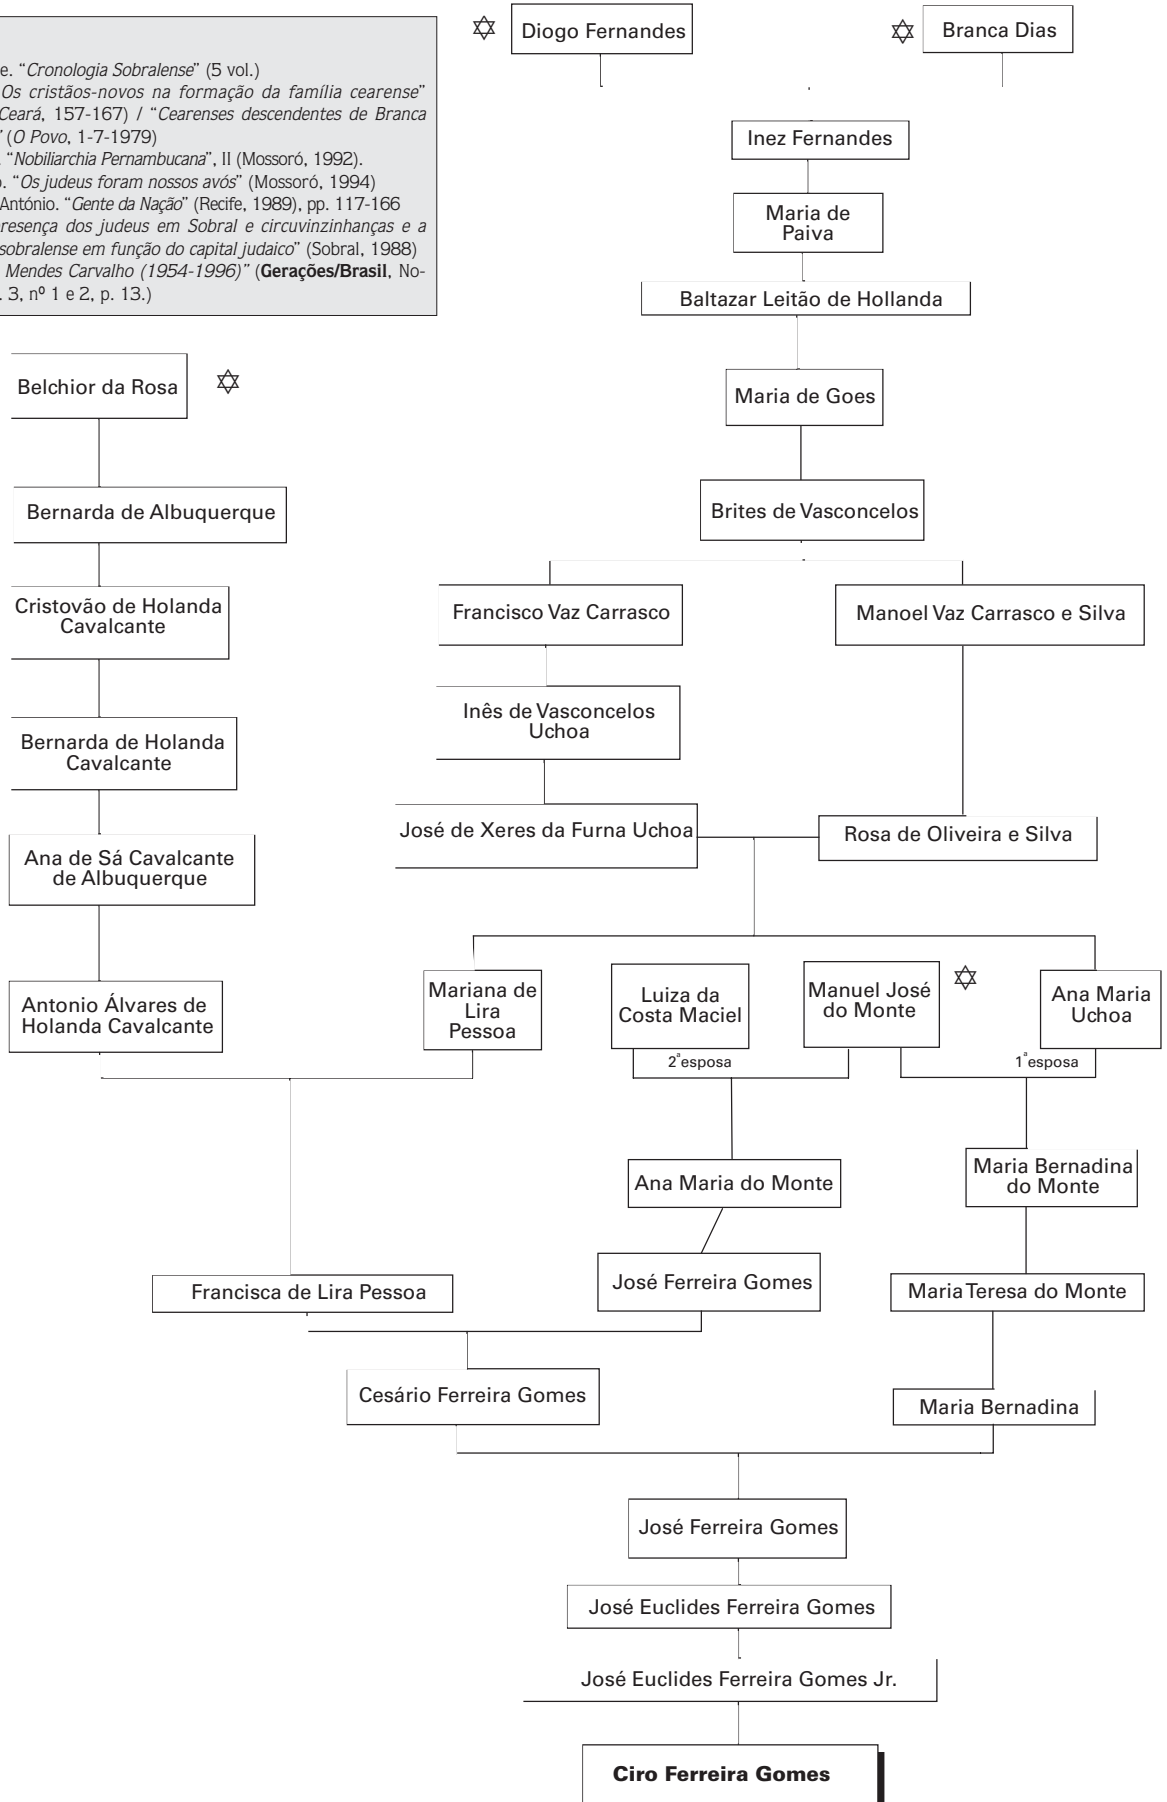 e. “Cronologia Sobralense” (5 vol.)
Os cristãos-novos na formação da família cearense”
Ceará, 157-167) / “Cearenses descendentes de Branca
” (O Povo, 1-7-1979)
. “Nobiliarchia Pernambucana”, II (Mossoró, 1992).
o. “Os judeus foram nossos avós” (Mossoró, 1994)
António. “Gente da Nação” (Recife, 1989), pp. 117-166
resença dos judeus em Sobral e circuvinzinhanças e a
sobralense em função do capital judaico” (Sobral, 1988)
Mendes Carvalho (1954-1996)” (Gerações/Brasil, No-
. 3, nº 1 e 2, p. 13.)
Diogo Fernandes
Branca Dias
Inez Fernandes
Maria de
Paiva
Baltazar Leitão de Hollanda
Maria de Goes
Brites de Vasconcelos
Belchior da Rosa
Bernarda de Albuquerque
Cristovão de Holanda
Cavalcante
Bernarda de Holanda
Cavalcante
Ana de Sá Cavalcante
de Albuquerque
Antonio Álvares de
Holanda Cavalcante
Francisco Vaz Carrasco
Manoel Vaz Carrasco e Silva
Inês de Vasconcelos
Uchoa
José de Xeres da Furna Uchoa
Rosa de Oliveira e Silva
Mariana de
Lira
Pessoa
Luiza da
Costa Maciel
Manuel José
do Monte
Ana Maria
Uchoa
2ª esposa
1ª esposa
Ana Maria do Monte
Maria Bernadina
do Monte
Francisca de Lira Pessoa
José Ferreira Gomes
Maria Teresa do Monte
Cesário Ferreira Gomes
Maria Bernadina
José Ferreira Gomes
José Euclides Ferreira Gomes
José Euclides Ferreira Gomes Jr.
Ciro Ferreira Gomes